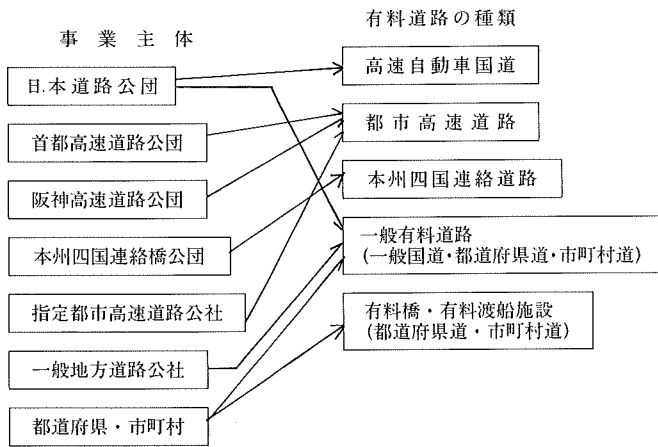 有料道路の種類
事業主体
高速自動車国道
日本道路公団
都市高速道路
首都高速道路公団
本州四国連絡道路
阪神高速道路公団
一般有料道路
(一般国道・都道府県道・市町村道)
本州四国連絡橋公団
指定都市高速道路公社
有料橋・有料渡船施設
(都道府県道・市町村道)
一般地方道路公社
都道府県・市町村